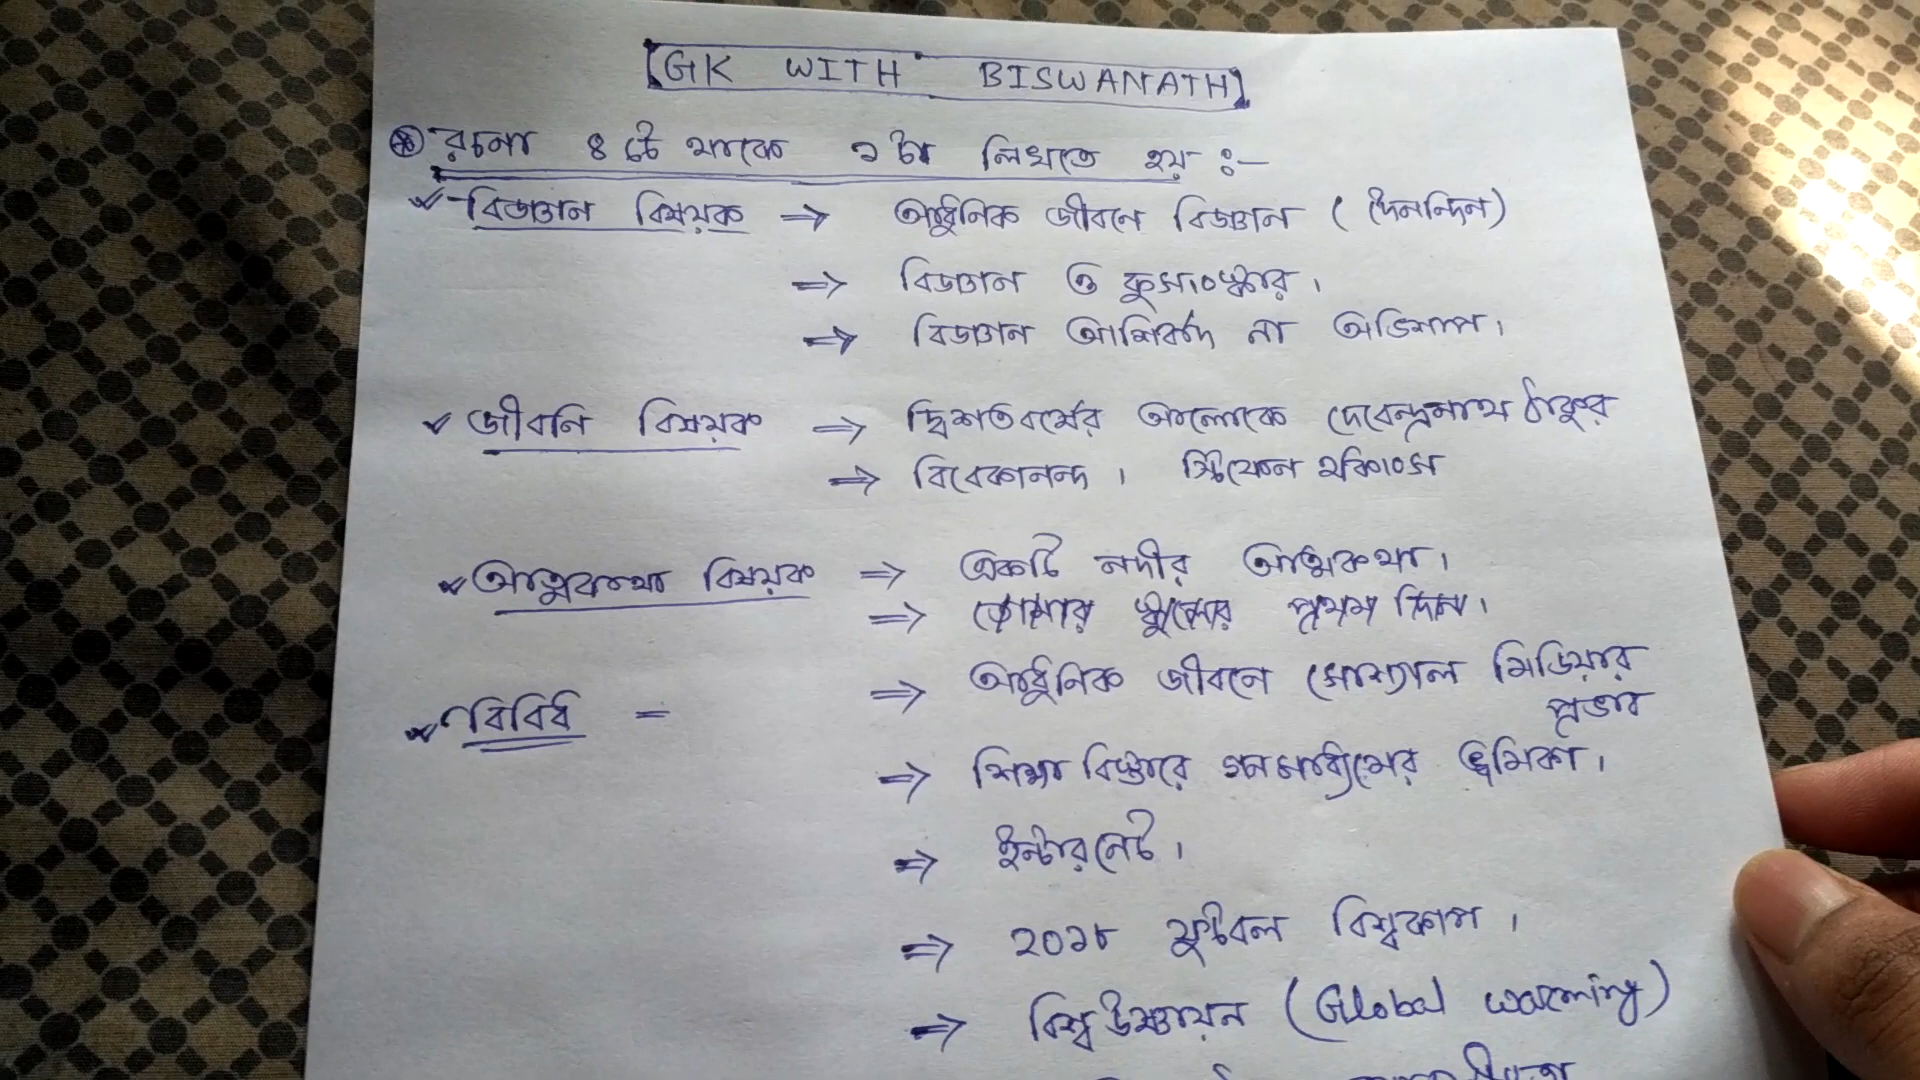 GK WITH BISWANATH
রচনা ৪টে থাকে ১টা লিখতে হয় ঃ—
বিজ্ঞান বিষয়ক ⇒ আধুনিক জীবনে বিজ্ঞান ( দৈনন্দিন)
⇒ বিজ্ঞান ও কুসংস্কার।
⇒ বিজ্ঞান আশির্বাদ না অভিশাপ।
জীবনি বিষয়ক ⇒ দ্বিশতবর্ষের আলোকে দেবেন্দ্রনাথ ঠাকুর
⇒ বিবেকানন্দ। স্টিফেন হকিংস
আত্মকথা বিষয়ক ⇒ একটি নদীর আত্মকথা।
⇒ তোমার স্কুলের প্রথম দিন।
⇒ আধুনিক জীবনে সোশ্যাল মিডিয়ার
প্রভাব
বিবিধ =
⇒ শিক্ষা বিস্তারে গনমাধ্যমের ভূমিকা।
⇒ ইন্টারনেট।
⇒ ২০১৮ ফুটবল বিশ্বকাপ।
⇒ বিশ্ব উষ্ণায়ন (Global warming)